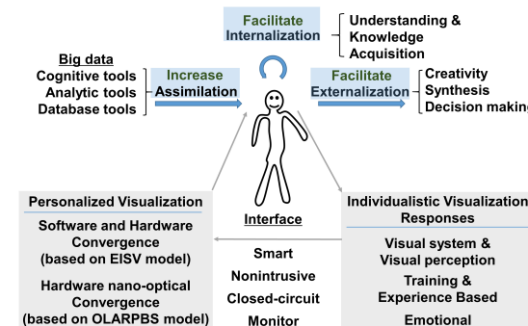 Facilitate
Internalization
Understanding &
Knowledge
Acquisition
Big data
Cognitive tools
Analytic tools
Database tools
Increase
Assimilation
Facilitate
Externalization
Creativity
Synthesis
Decision making
Personalized Visualization
Software and Hardware
Convergence
(based on EISV model)
Hardware nano-optical
Convergence
(based on OLARPBS model)
Interface
Smart
Nonintrusive
Closed-circuit
Monitor
Individualistic Visualization
Responses
Visual system &
Visual perception
Training &
Experience Based
Emotional